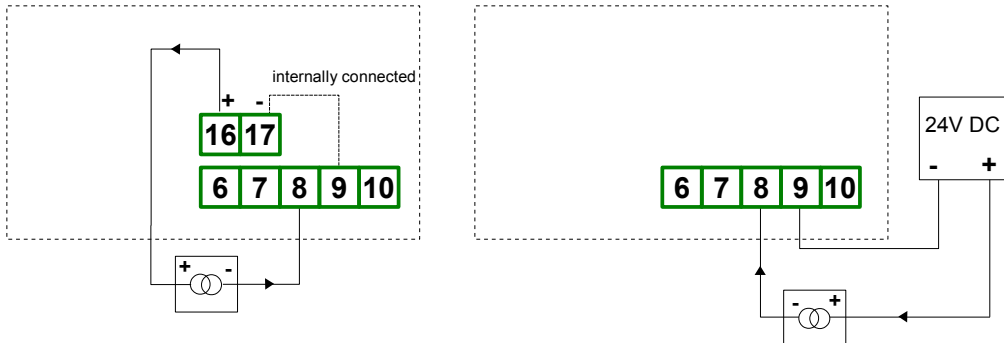 internally connected
+ -
16 17
6 7 8 9 10
+ -
24V DC
- +
6 7 8 9 10
- +